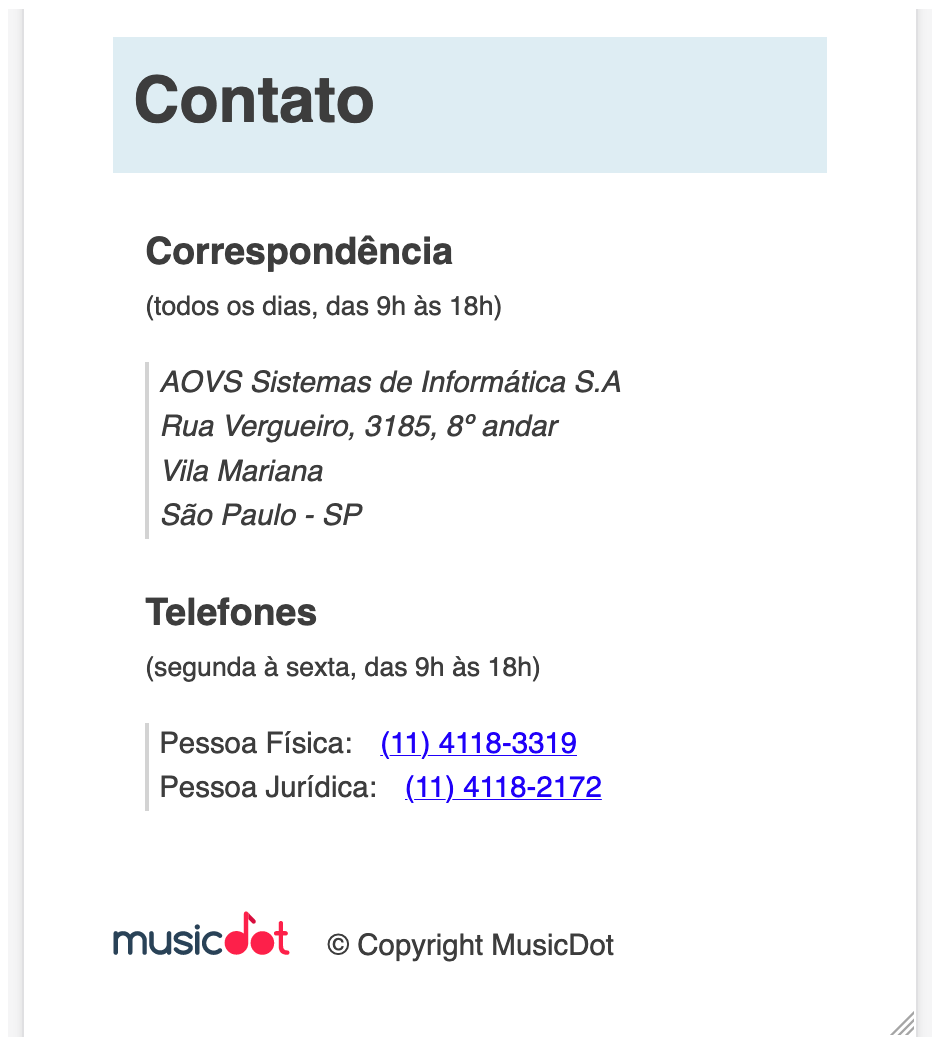 Contato
Correspondência
(todos os dias, das 9h às 18h)
AOVS Sistemas de Informática S.A
Rua Vergueiro, 3185, 8º andar
Vila Mariana
São Paulo - SP
Telefones
(segunda à sexta, das 9h às 18h)
Pessoa Física: (11) 4118-3319
Pessoa Jurídica: (11) 4118-2172
musicdot © Copyright MusicDot